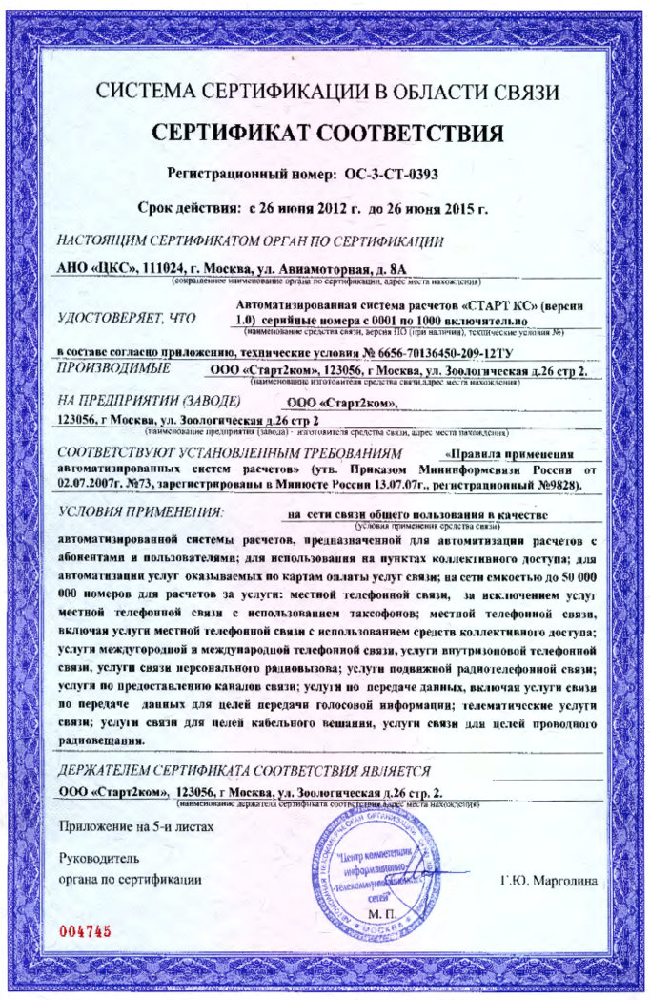 СИСТЕМА СЕРТИФИКАЦИИ В ОБЛАСТИ СВЯЗИ
СЕРТИФИКАТ СООТВЕТСТВИЯ
Регистрационный номер: ОС-3-СТ-0393
Срок действия: с 26 июня 2012 г. до 26 июня 2015 г.
НАСТОЯЩИМ СЕРТИФИКАТОМ ОРГАН ПО СЕРТИФИКАЦИИ
АНО «ЦКС», 111024, г. Москва, ул. Авиамоторная, д. 8А
(сокращенное наименование органа по сертификации, адрес места нахождения)
Автоматизированная система расчетов «СТАРТ КС» (версии
УДОСТОВЕРЯЕТ, ЧТО 1.0) серийные номера с 0001 по 1000 включительно
(наименование средства связи, версия ПО (при наличии), технические условия №)
в составе согласно приложению, технические условия № 6656-70136450-209-12ТУ
ПРОИЗВОДИМЫЕ ООО «Старт2ком», 123056, г Москва, ул. Зоологическая д.26 стр 2.
(наименование изготовителя средства связи,адрес места нахождения)
НА ПРЕДПРИЯТИИ (ЗАВОДЕ) ООО «Старт2ком»,
123056, г Москва, ул. Зоологическая д.26 стр 2
(наименование предприятия (завода) - изготовителя средства связи, адрес места нахождения)
СООТВЕТСТВУЮТ УСТАНОВЛЕННЫМ ТРЕБОВАНИЯМ «Правила применения
автоматизированных систем расчетов» (утв. Приказом Мининформсвязи России от
02.07.2007г. №73, зарегистрированы в Минюсте России 13.07.07г., регистрационный №9828).
УСЛОВИЯ ПРИМЕНЕНИЯ: на сети связи общего пользования в качестве
(условия применения средства связи)
автоматизированной системы расчетов, предназначенной для автоматизации расчетов с
абонентами и пользователями; для использования на пунктах коллективного доступа; для
автоматизации услуг оказываемых по картам оплаты услуг связи; на сети емкостью до 50 000
000 номеров для расчетов за услуги: местной телефонной связи, за исключением услуг
местной телефонной связи с использованием таксофонов; местной телефонной связи,
включая услуги местной телефонной связи с использованием средств коллективного доступа;
услуги междугородной и международной телефонной связи, услуги внутризоновой телефонной
связи, услуги связи персонального радиовызова; услуги подвижной радиотелефонной связи;
услуги по предоставлению каналов связи; услуги по передаче данных, включая услуги связи
по передаче данных для целей передачи голосовой информации; телематические услуги
связи; услуги связи для целей кабельного вещания, услуги связи для целей проводного
радиовещания.
ДЕРЖАТЕЛЕМ СЕРТИФИКАТА СООТВЕТСТВИЯ ЯВЛЯЕТСЯ
ООО «Старт2ком», 123056, г Москва, ул. Зоологическая д.26 стр. 2.
(наименование держателя сертификата соответствия,адрес места нахождения)
Приложение на 5-и листах
Руководитель
органа по сертификации
Г.Ю. Марголина
АВТОНОМНАЯ НЕКОММЕРЧЕСКАЯ ОРГАНИЗАЦИЯ
"Центр компетенции
информационно-
-телекоммуникационных
сетей"
М. П.
МОСКВА
004745